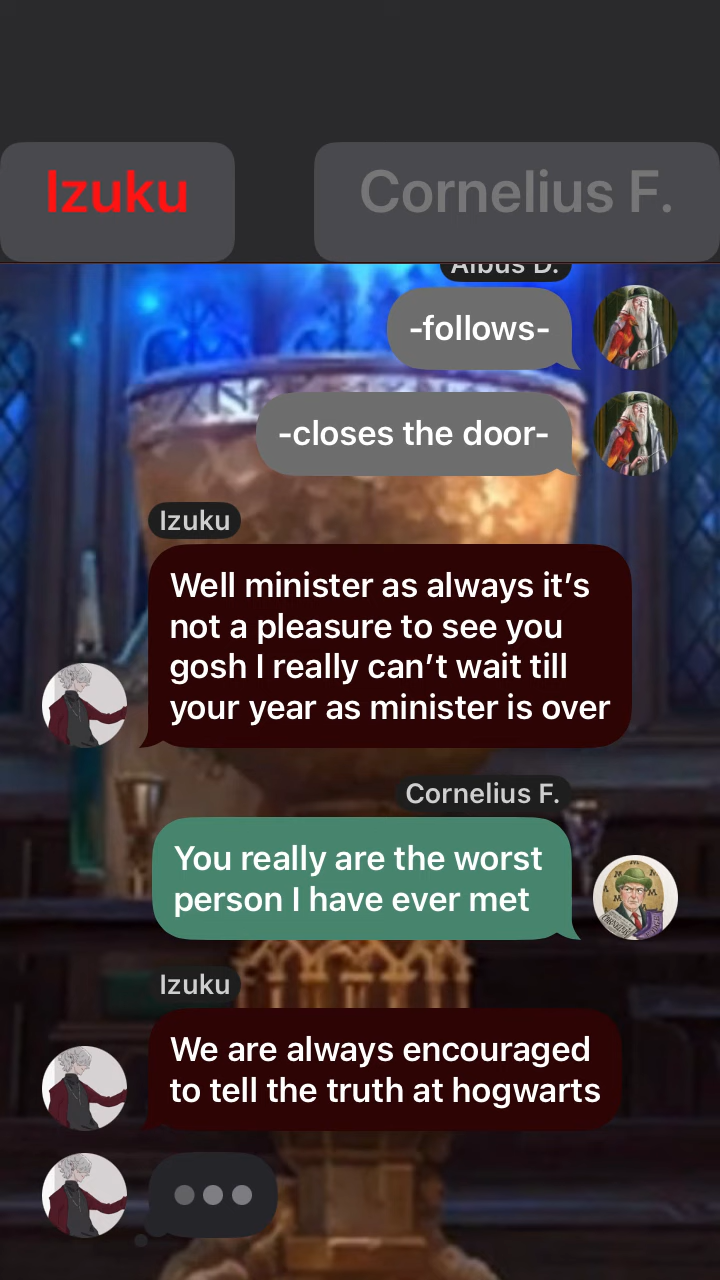 Izuku
Cornelius F.
Albus D.
-follows-
-closes the door-
Izuku
Well minister as always it’s
not a pleasure to see you
gosh I really can’t wait till
your year as minister is over
Cornelius F.
You really are the worst
person I have ever met
Izuku
We are always encouraged
to tell the truth at hogwarts